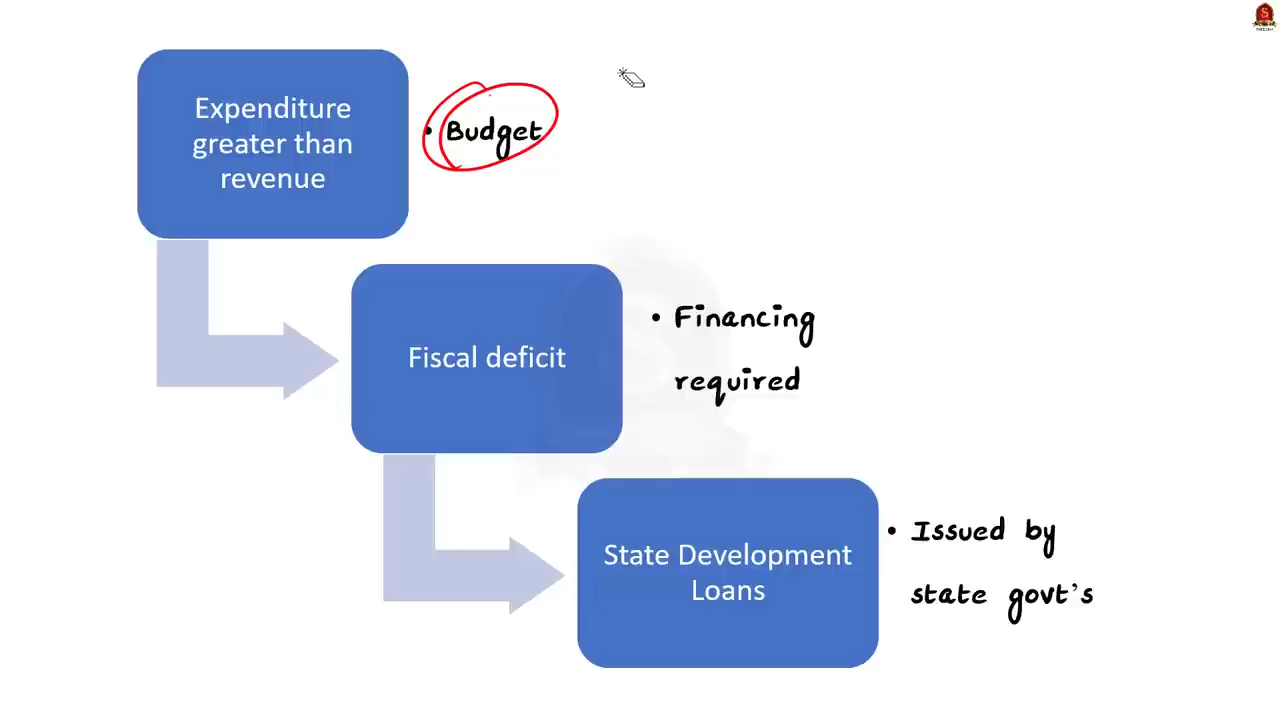 Expenditure
greater than
revenue
• Budget
Fiscal deficit
• Financing
required
State Development
Loans
• Issued by
state govt's